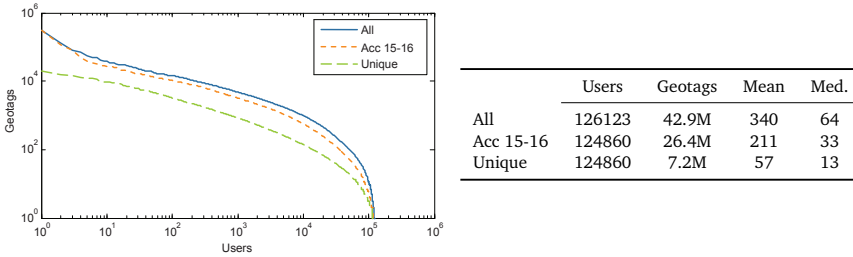 10^6
10^4
10^2
10^0
Geotags
10^0 10^1 10^2 10^3 10^4 10^5 10^6
Users
All
Acc 15-16
Unique
Users Geotags Mean Med.
All 126123 42.9M 340 64
Acc 15-16 124860 26.4M 211 33
Unique 124860 7.2M 57 13